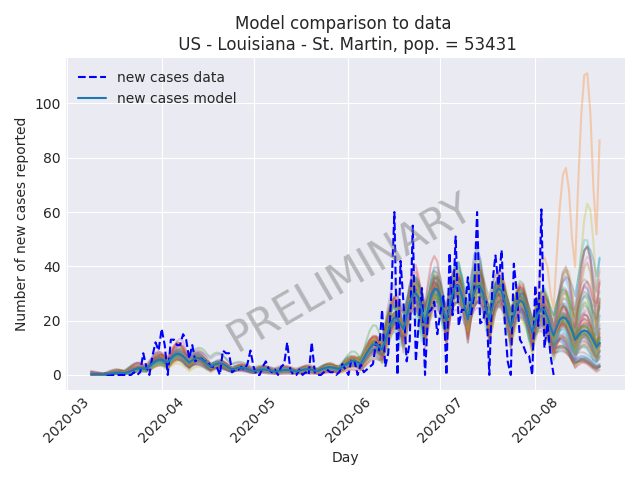 Model comparison to data
US - Louisiana - St. Martin, pop. = 53431
new cases data
new cases model
PRELIMINARY
Number of new cases reported
100
80
60
40
20
0
2020-03
2020-04
2020-05
2020-06
2020-07
2020-08
Day